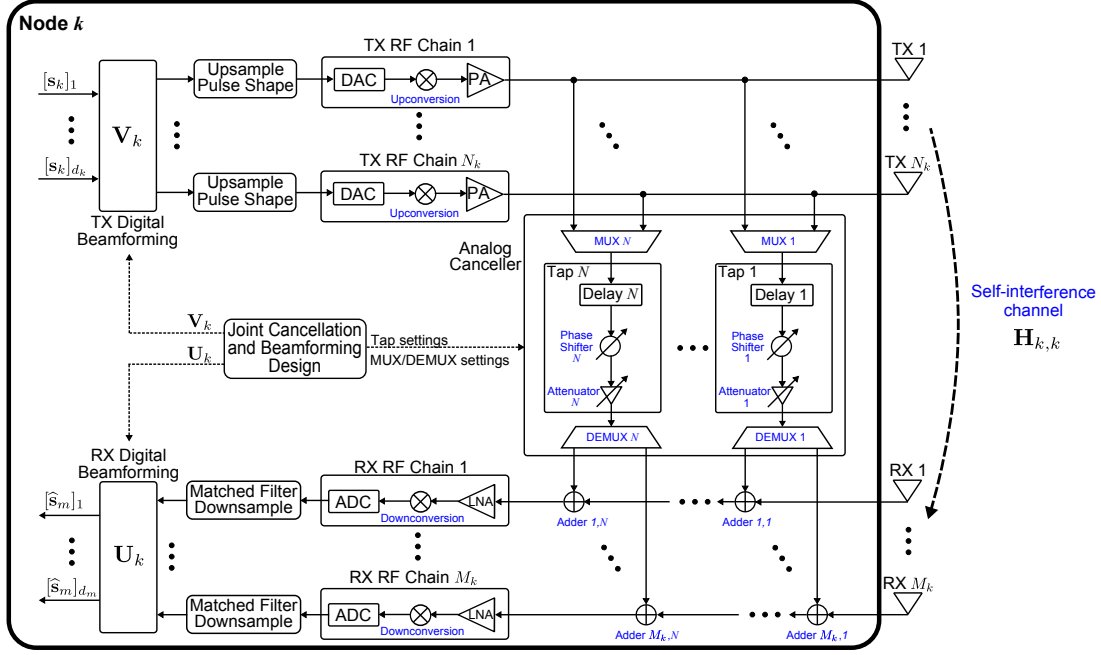 Node k
TX RF Chain 1
TX 1
[s_k]_1
Upsample
Pulse Shape
DAC
PA
Upconversion
V_k
TX RF Chain N_k
TX N_k
[s_k]_{d_k}
Upsample
Pulse Shape
DAC
PA
Upconversion
TX Digital
Beamforming
Analog
Canceller
MUX N
MUX 1
Tap N
Tap 1
Delay N
Delay 1
Self-interference
channel
H_{k,k}
V_k
U_k
Joint Cancellation
and Beamforming
Design
Tap settings
MUX/DEMUX settings
Phase
Shifter
N
Phase
Shifter
1
Attenuator
N
Attenuator
1
DEMUX N
DEMUX 1
RX Digital
Beamforming
RX RF Chain 1
RX 1
[ŝ_m]_1
Matched Filter
Downsample
ADC
LNA
Downconversion
Adder 1,N
Adder 1,1
U_k
RX RF Chain M_k
RX M_k
[ŝ_m]_{d_m}
Matched Filter
Downsample
ADC
LNA
Downconversion
Adder M_k,N
Adder M_k,1